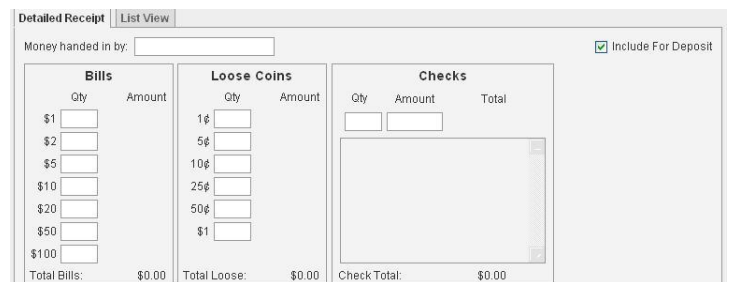 Detailed Receipt List View
Money handed in by: Include For Deposit
Bills Loose Coins Checks
Qty Amount Qty Amount Qty Amount Total
$1 1¢
$2 5¢
$5 10¢
$10 25¢
$20 50¢
$50 $1
$100
Total Bills: $0.00 Total Loose: $0.00 Check Total: $0.00